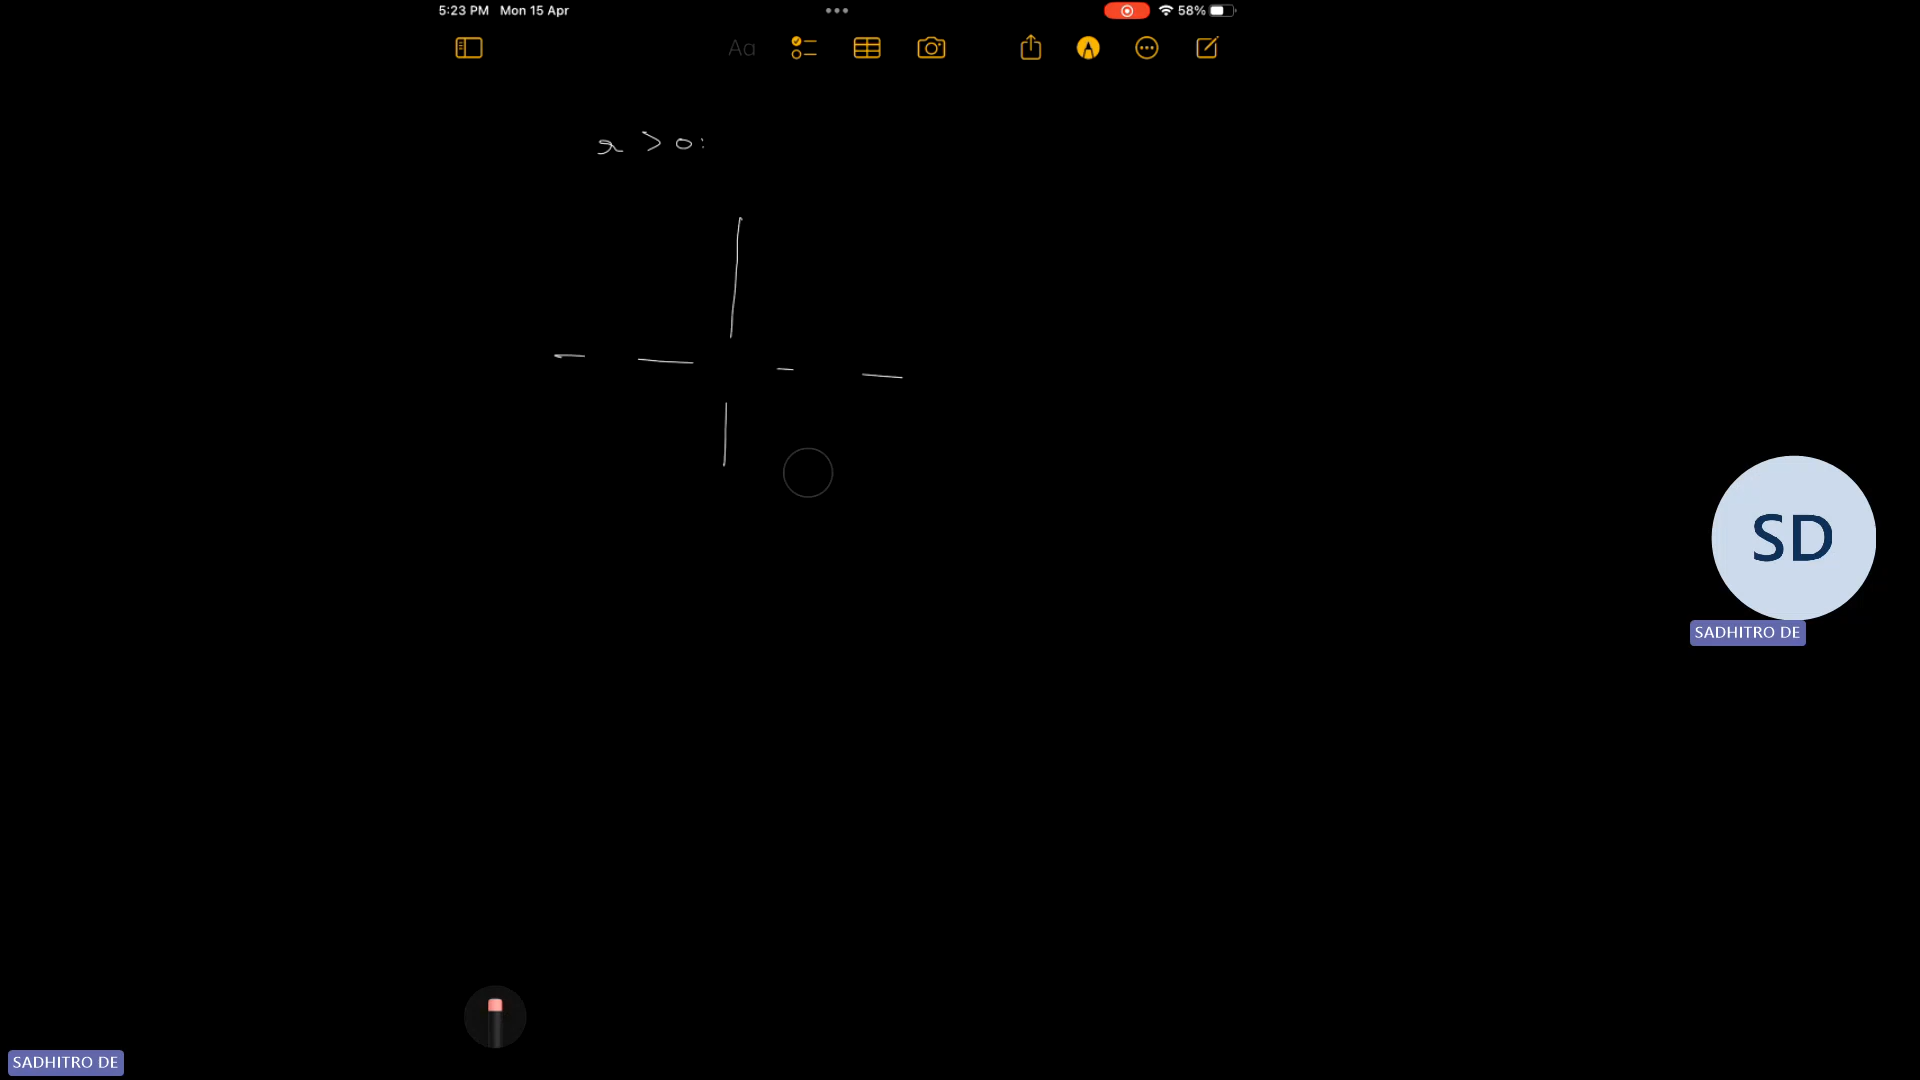 5:23 PM Mon 15 Apr
58%
Aa
x > 0:
SD
SADHITRO DE
SADHITRO DE